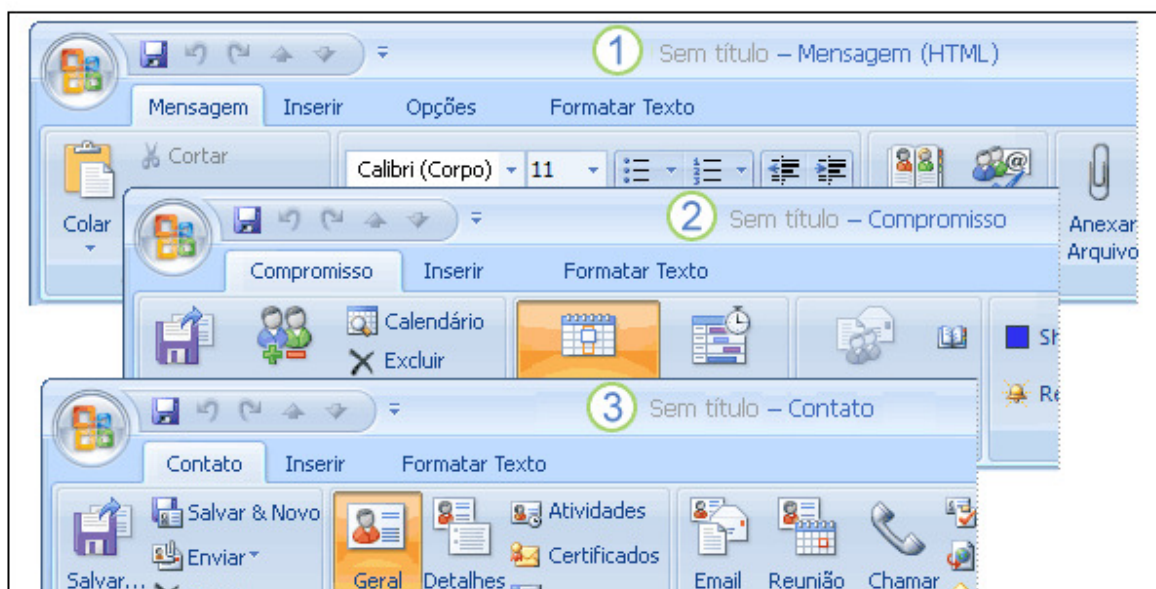 1 Sem título – Mensagem (HTML)
Mensagem Inserir Opções Formatar Texto
Cortar
Calibri (Corpo) 11
Colar
Anexar
Arquivo
2 Sem título – Compromisso
Compromisso Inserir Formatar Texto
Calendário
Excluir
3 Sem título – Contato
Contato Inserir Formatar Texto
Salvar & Novo
Enviar
Salvar...
Geral
Detalhes
Atividades
Certificados
Email
Reunião
Chamar